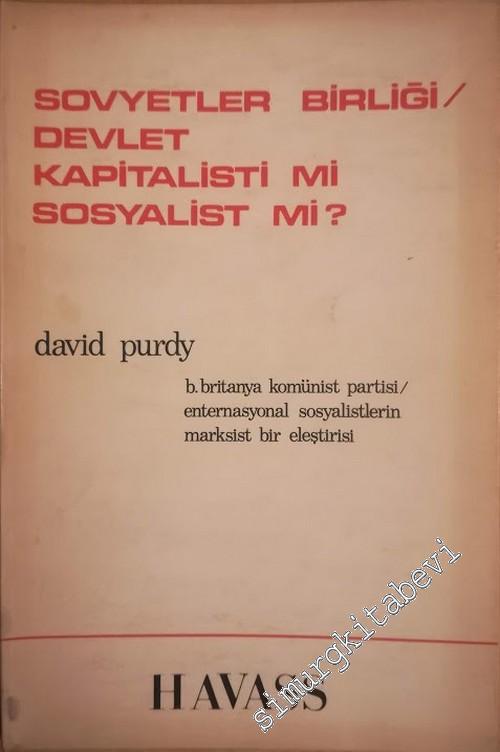 SOVYETLER BİRLİĞİ/
DEVLET
KAPİTALİSTİ Mİ
SOSYALİST Mİ?
david purdy
b.britanya komünist partisi/
enternasyonal sosyalistlerin
marksist bir eleştirisi
HAVASS
simurgkitabevi